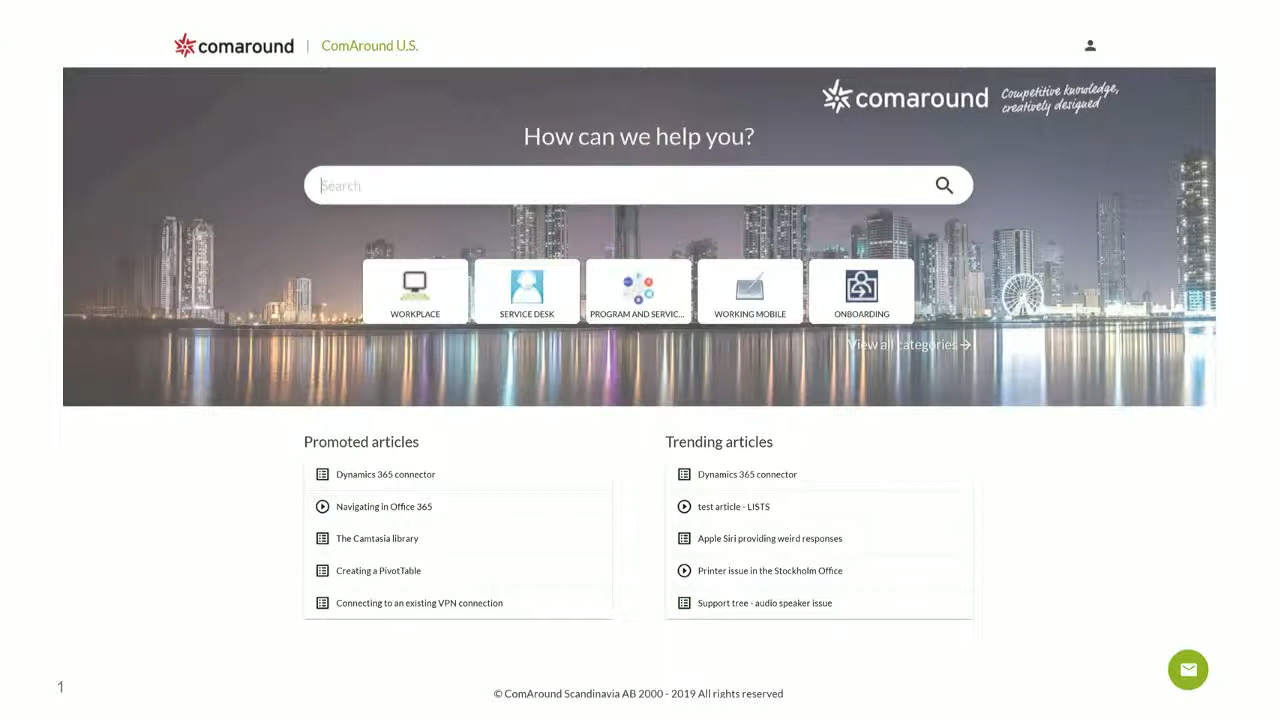 comaround | ComAround U.S.
comaround Competitive knowledge,
creatively designed
How can we help you?
Search
WORKPLACE
SERVICE DESK
PROGRAM AND SERVIC...
WORKING MOBILE
ONBOARDING
View all categories
Promoted articles
Dynamics 365 connector
Navigating in Office 365
The Camtasia library
Creating a PivotTable
Connecting to an existing VPN connection
Trending articles
Dynamics 365 connector
test article - LISTS
Apple Siri providing weird responses
Printer issue in the Stockholm Office
Support tree - audio speaker issue
1
© ComAround Scandinavia AB 2000 - 2019 All rights reserved